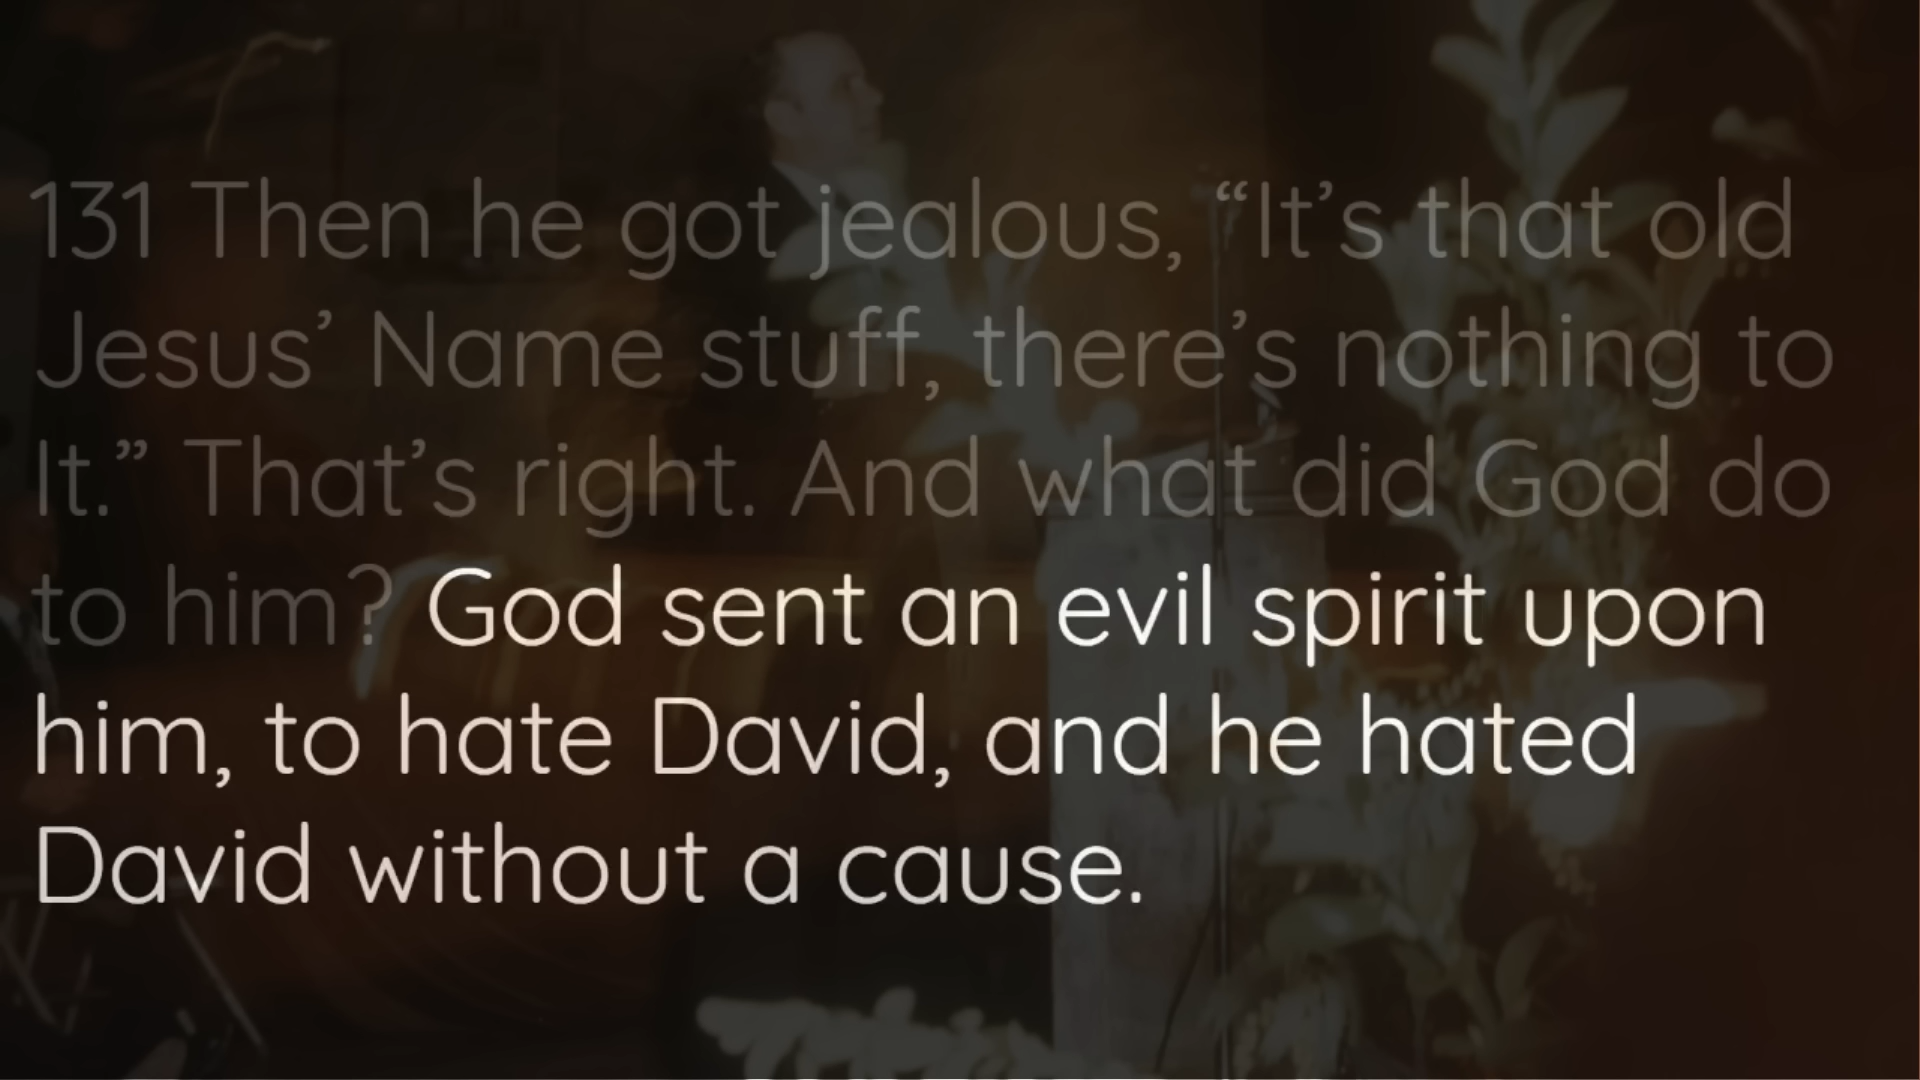 131 Then he got jealous, “It’s that old
Jesus’ Name stuff, there’s nothing to
It.” That’s right. And what did God do
to him? God sent an evil spirit upon
him, to hate David, and he hated
David without a cause.